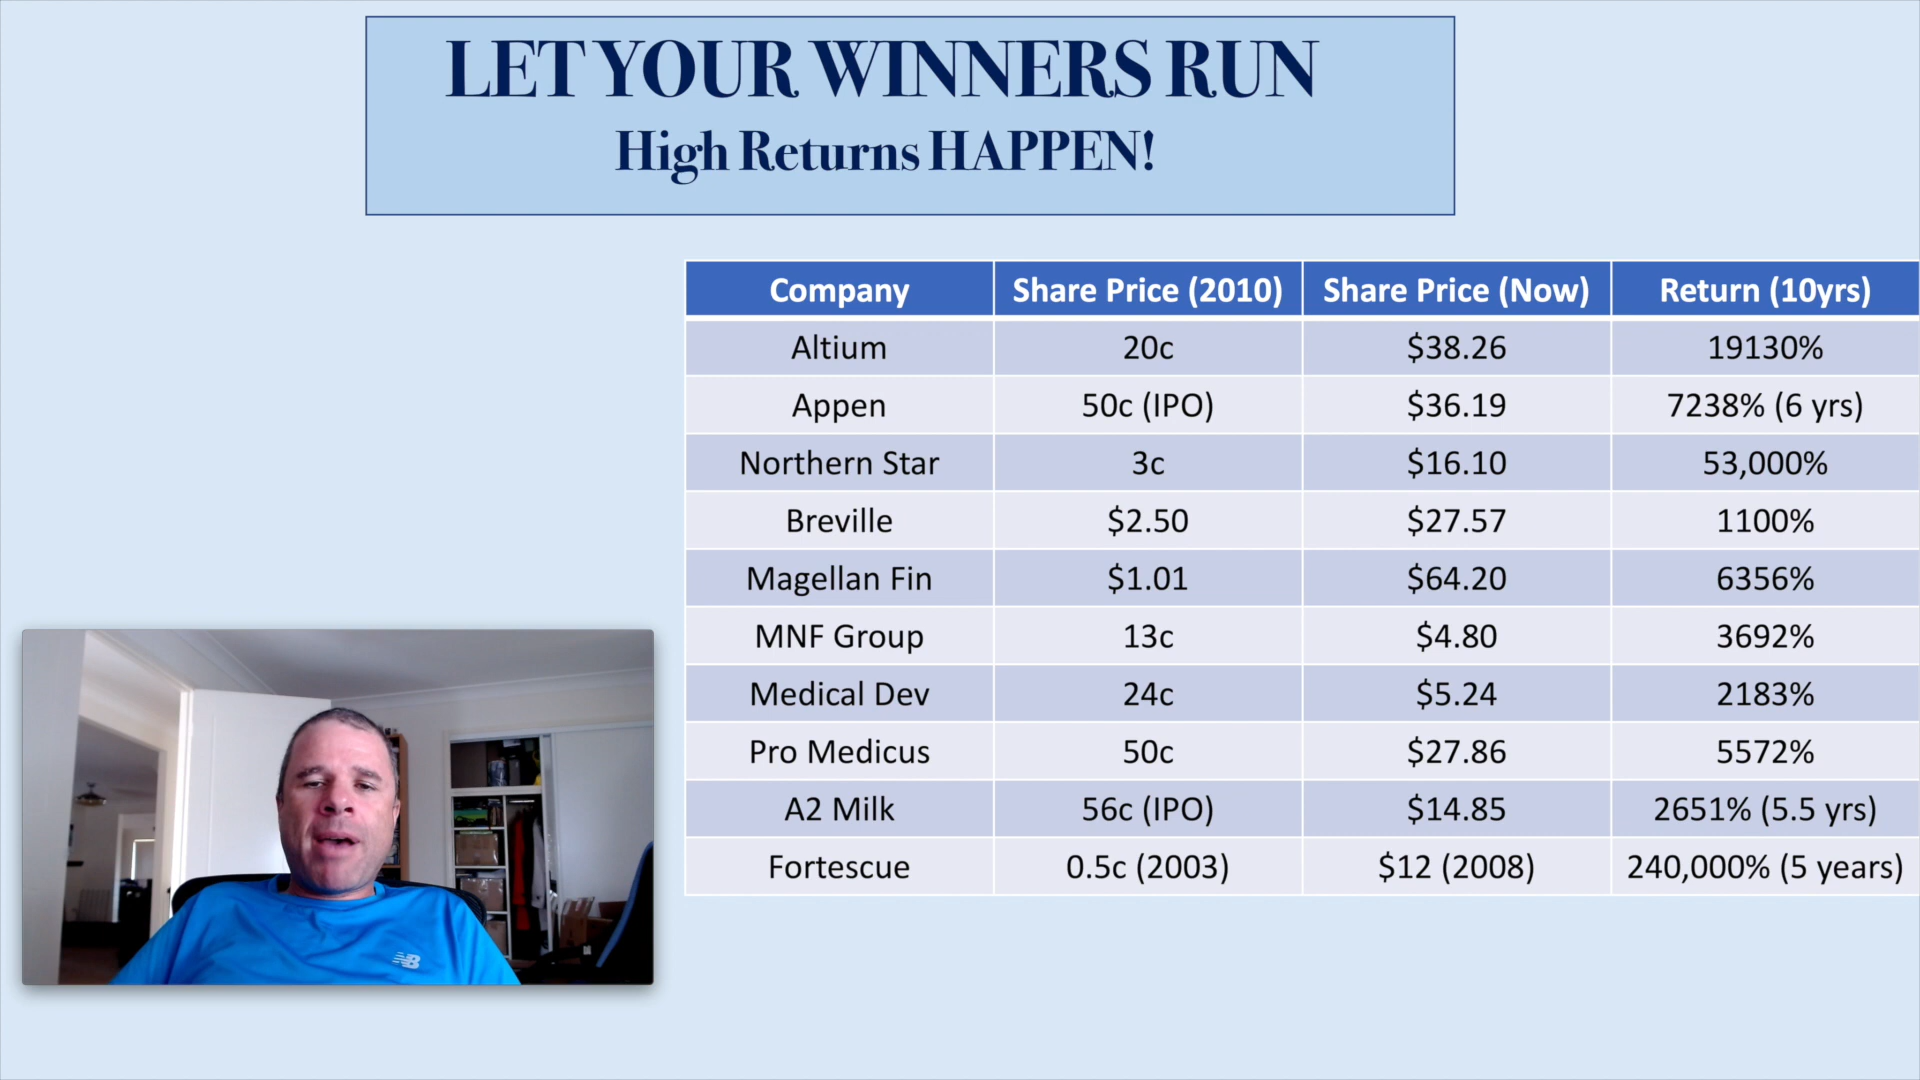 LET YOUR WINNERS RUN
High Returns HAPPEN!
Company Share Price (2010) Share Price (Now) Return (10yrs)
Altium 20c $38.26 19130%
Appen 50c (IPO) $36.19 7238% (6 yrs)
Northern Star 3c $16.10 53,000%
Breville $2.50 $27.57 1100%
Magellan Fin $1.01 $64.20 6356%
MNF Group 13c $4.80 3692%
Medical Dev 24c $5.24 2183%
Pro Medicus 50c $27.86 5572%
A2 Milk 56c (IPO) $14.85 2651% (5.5 yrs)
Fortescue 0.5c (2003) $12 (2008) 240,000% (5 years)
NB